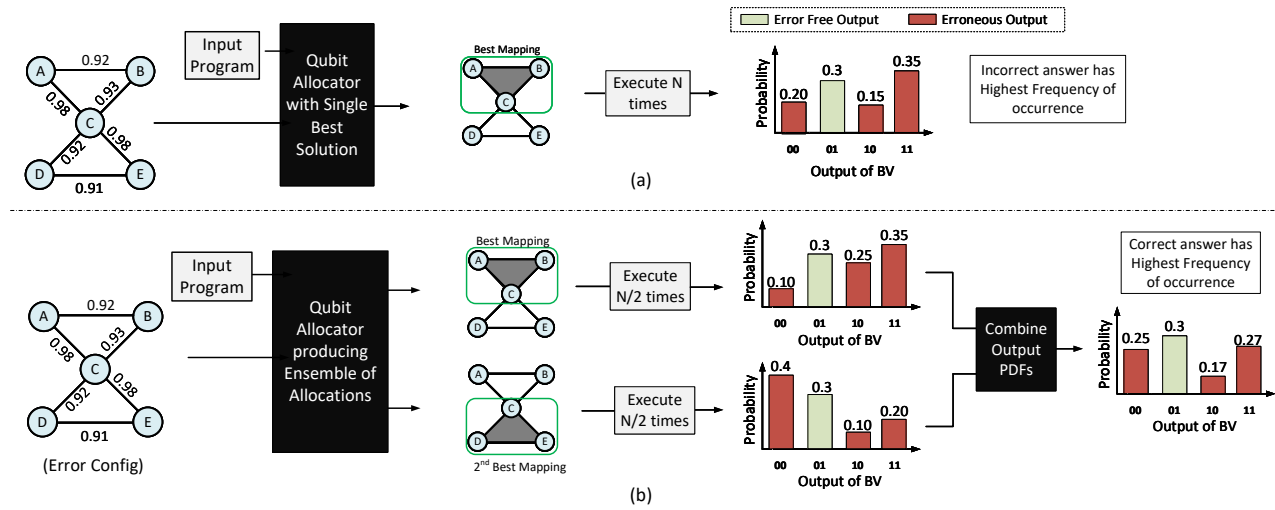 Error Free Output
Erroneous Output
A
0.92
B
0.98
0.93
C
0.92
0.98
D
0.91
E
Input
Program
Qubit
Allocator
with Single
Best
Solution
Best Mapping
A
B
C
D
E
Execute N
times
Probability
0.20
0.3
0.15
0.35
00
01
10
11
Output of BV
Incorrect answer has
Highest Frequency of
occurrence
(a)
A
0.92
B
0.98
0.93
C
0.92
0.98
D
0.91
E
(Error Config)
Input
Program
Qubit
Allocator
producing
Ensemble of
Allocations
Best Mapping
A
B
C
D
E
Execute
N/2 times
Probability
0.10
0.3
0.25
0.35
00
01
10
11
Output of BV
A
B
C
D
E
2nd Best Mapping
Execute
N/2 times
Probability
0.4
0.3
0.10
0.20
00
01
10
11
Output of BV
Combine
Output
PDFs
Correct answer has
Highest Frequency
of occurrence
Probability
0.25
0.3
0.17
0.27
00
01
10
11
Output of BV
(b)